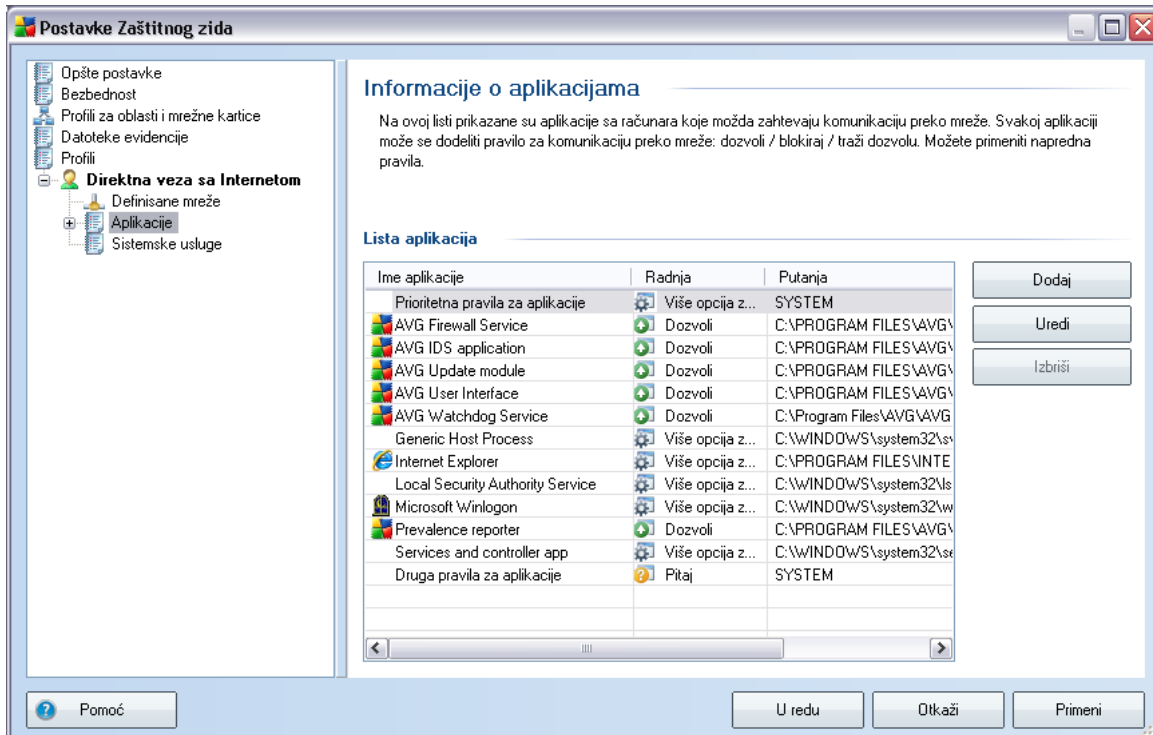 Postavke Zaštitnog zida
Opšte postavke
Bezbednost
Profili za oblasti i mrežne kartice
Datoteke evidencije
Profili
Direktna veza sa Internetom
Definisane mreže
Aplikacije
Sistemske usluge
Informacije o aplikacijama
Na ovoj listi prikazane su aplikacije sa računara koje možda zahtevaju komunikaciju preko mreže. Svakoj aplikaciji
može se dodeliti pravilo za komunikaciju preko mreže: dozvoli / blokiraj / traži dozvolu. Možete primeniti napredna
pravila.
Lista aplikacija
Ime aplikacije Radnja Putanja
Prioritetna pravila za aplikacije Više opcija z... SYSTEM
AVG Firewall Service Dozvoli C:\PROGRAM FILES\AVG\
AVG IDS application Dozvoli C:\PROGRAM FILES\AVG\
AVG Update module Dozvoli C:\PROGRAM FILES\AVG\
AVG User Interface Dozvoli C:\PROGRAM FILES\AVG\
AVG Watchdog Service Dozvoli C:\Program Files\AVG\AVG
Generic Host Process Više opcija z... C:\WINDOWS\system32\sv
Internet Explorer Više opcija z... C:\PROGRAM FILES\INTE
Local Security Authority Service Više opcija z... C:\WINDOWS\system32\ls
Microsoft Winlogon Više opcija z... C:\WINDOWS\system32\w
Prevalence reporter Dozvoli C:\PROGRAM FILES\AVG\
Services and controller app Više opcija z... C:\WINDOWS\system32\se
Druga pravila za aplikacije Pitaj SYSTEM
Dodaj
Uredi
Izbriši
Pomoć
U redu
Otkaži
Primeni